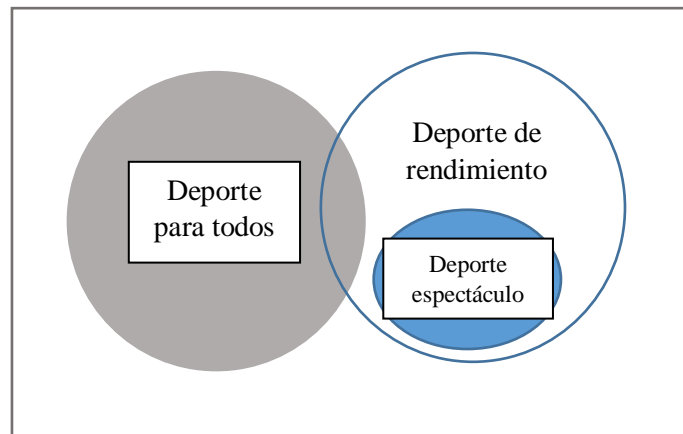 Deporte
para todos
Deporte de
rendimiento
Deporte
espectáculo